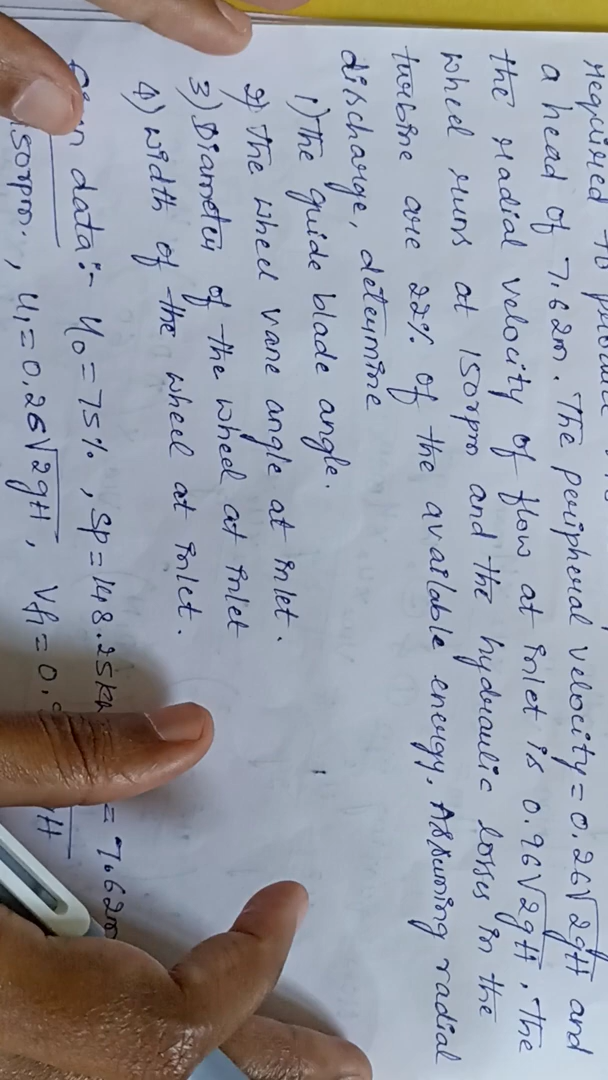 required to
a head of 7.62m. The peripheral velocity = 0.26√2gH and
the radial velocity of flow at inlet is 0.96√2gH. The
wheel runs at 150rpm and the hydraulic losses in the
turbine are 22% of the available energy. Assuming radial
discharge, determine
1) The guide blade angle.
2) The wheel vane angle at inlet.
3) Diameter of the wheel at inlet
4) width of the wheel at inlet.
data:- η0 = 75%, SP = 148.25k = 7.62m
150rpm, u1 = 0.26√2gH, Vf1 = 0.9 gH